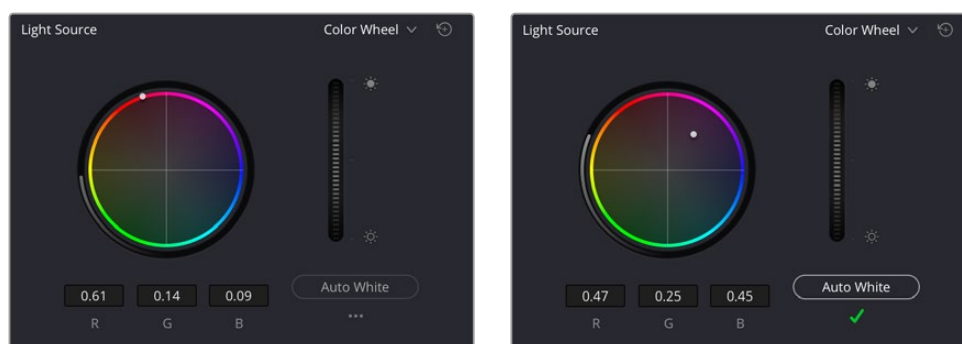 Light Source Color Wheel
0.61 0.14 0.09
R G B
Auto White
Light Source Color Wheel
0.47 0.25 0.45
R G B
Auto White